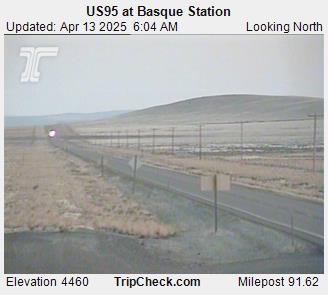 US95 at Basque Station
Updated: Apr 13 2025 6:04 AM Looking North
Elevation 4460 TripCheck.com Milepost 91.62